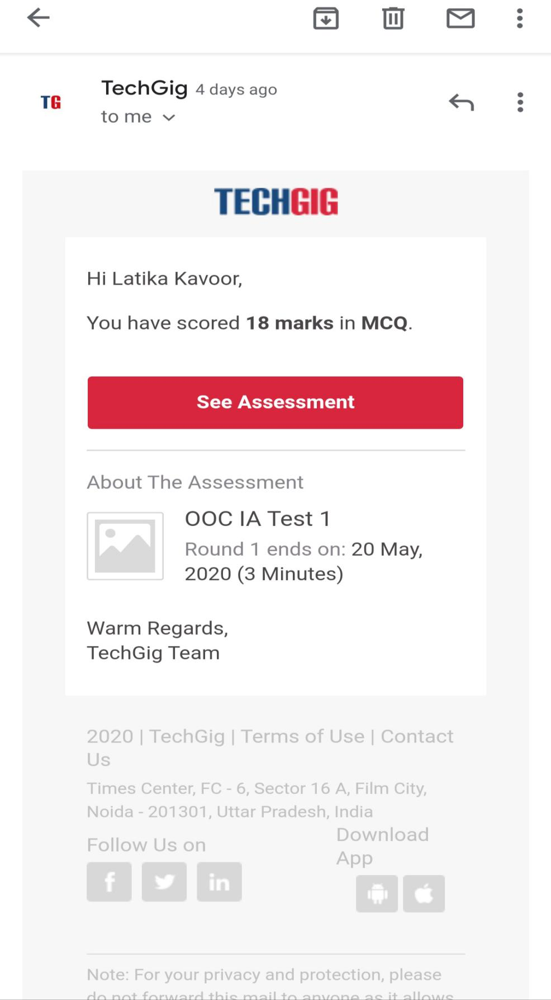 TechGig 4 days ago
TG
to me
TECHGIG
Hi Latika Kavoor,
You have scored 18 marks in MCQ.
See Assessment
About The Assessment
OOC IA Test 1
Round 1 ends on: 20 May,
2020 (3 Minutes)
Warm Regards,
TechGig Team
2020 | TechGig | Terms of Use | Contact
Us
Times Center, FC - 6, Sector 16 A, Film City,
Noida - 201301, Uttar Pradesh, India
Follow Us on
Download
App
f
in
Note: For your privacy and protection, please
do not forward this mail to anyone as it allows